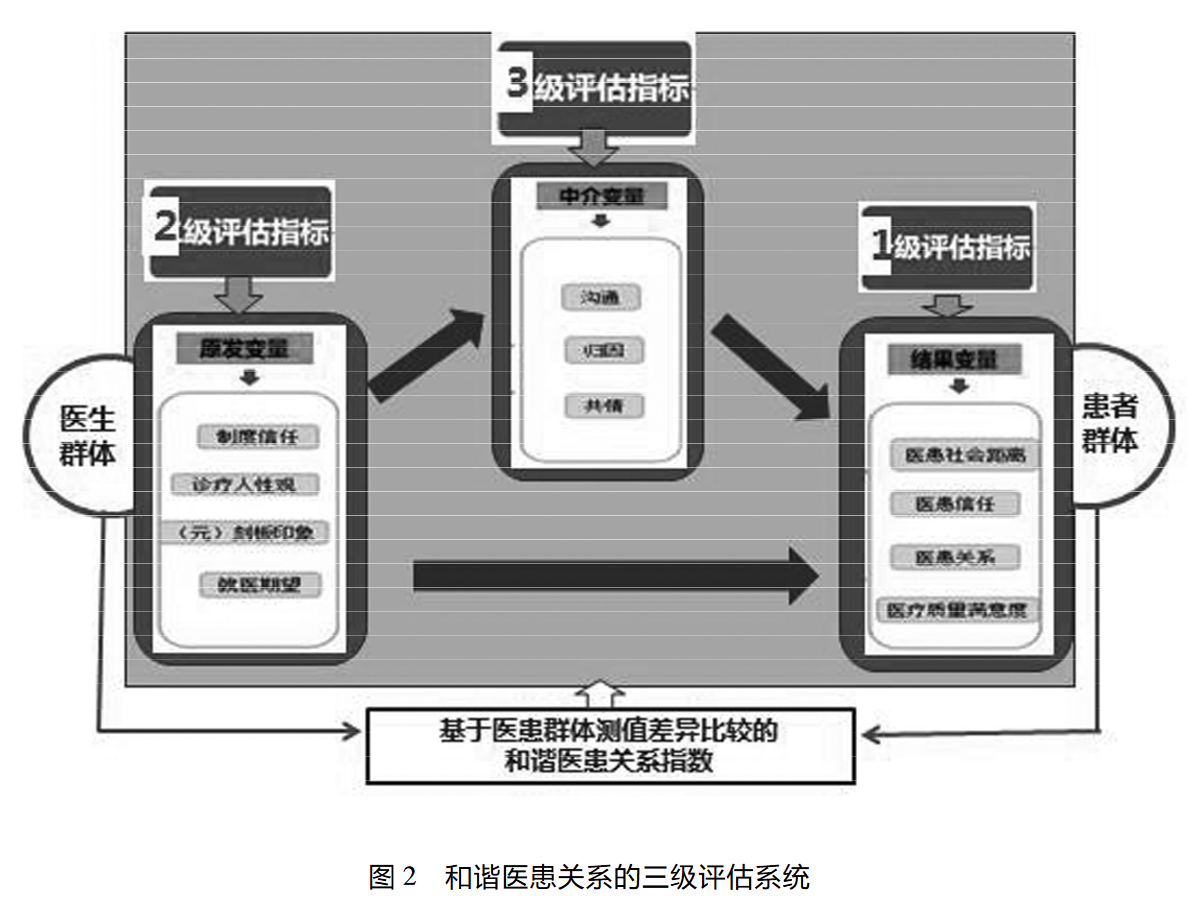 3级评估指标
中介变量
沟通
归因
共情
2级评估指标
原发变量
制度信任
诊疗人性观
（元）刻板印象
就医期望
1级评估指标
结果变量
医患社会距离
医患信任
医患关系
医疗质量满意度
医生
群体
患者
群体
基于医患群体测值差异比较的
和谐医患关系指数
图 2 和谐医患关系的三级评估系统